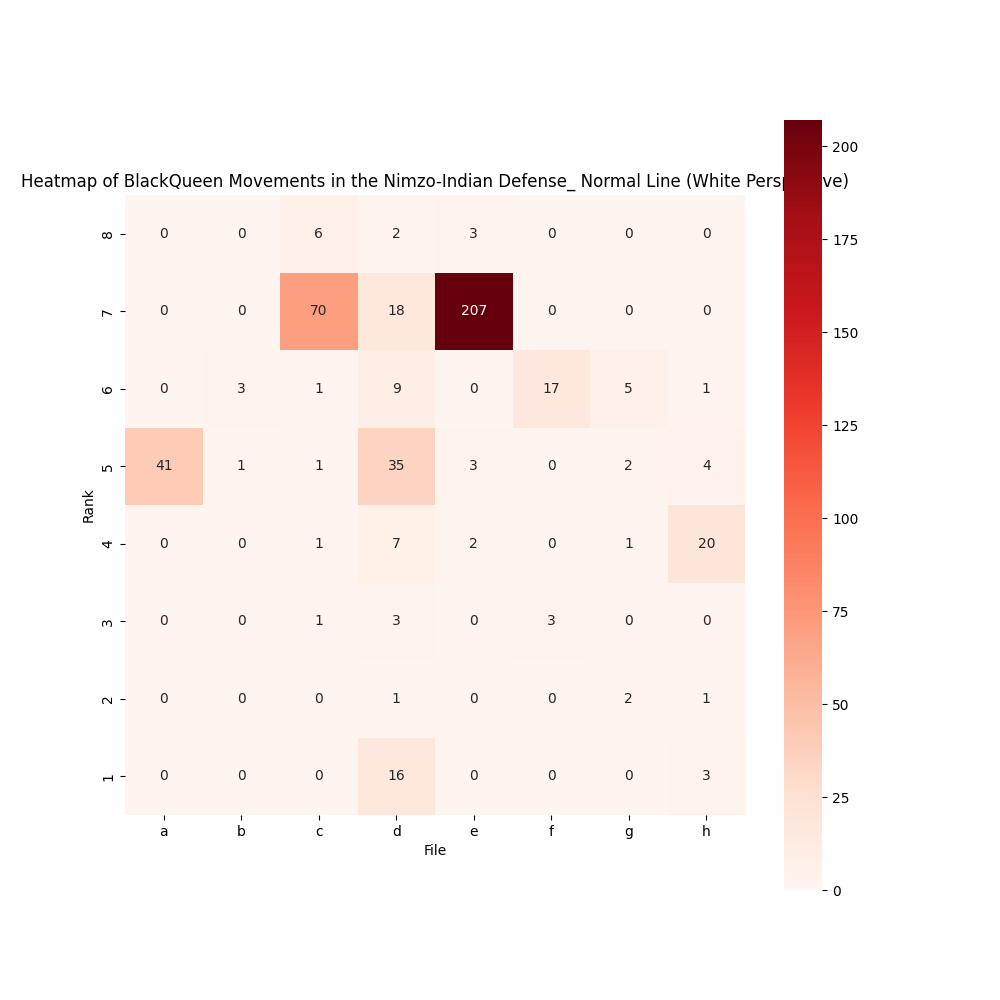 Heatmap of BlackQueen Movements in the Nimzo-Indian Defense_ Normal Line (White Persp ve)
8 0 0 6 2 3 0 0 0
7 0 0 70 18 207 0 0 0
6 0 3 1 9 0 17 5 1
5 41 1 1 35 3 0 2 4
4 0 0 1 7 2 0 1 20
3 0 0 1 3 0 3 0 0
2 0 0 0 1 0 0 2 1
1 0 0 0 16 0 0 0 3
a b c d e f g h
Rank
File
200
175
150
125
100
75
50
25
0